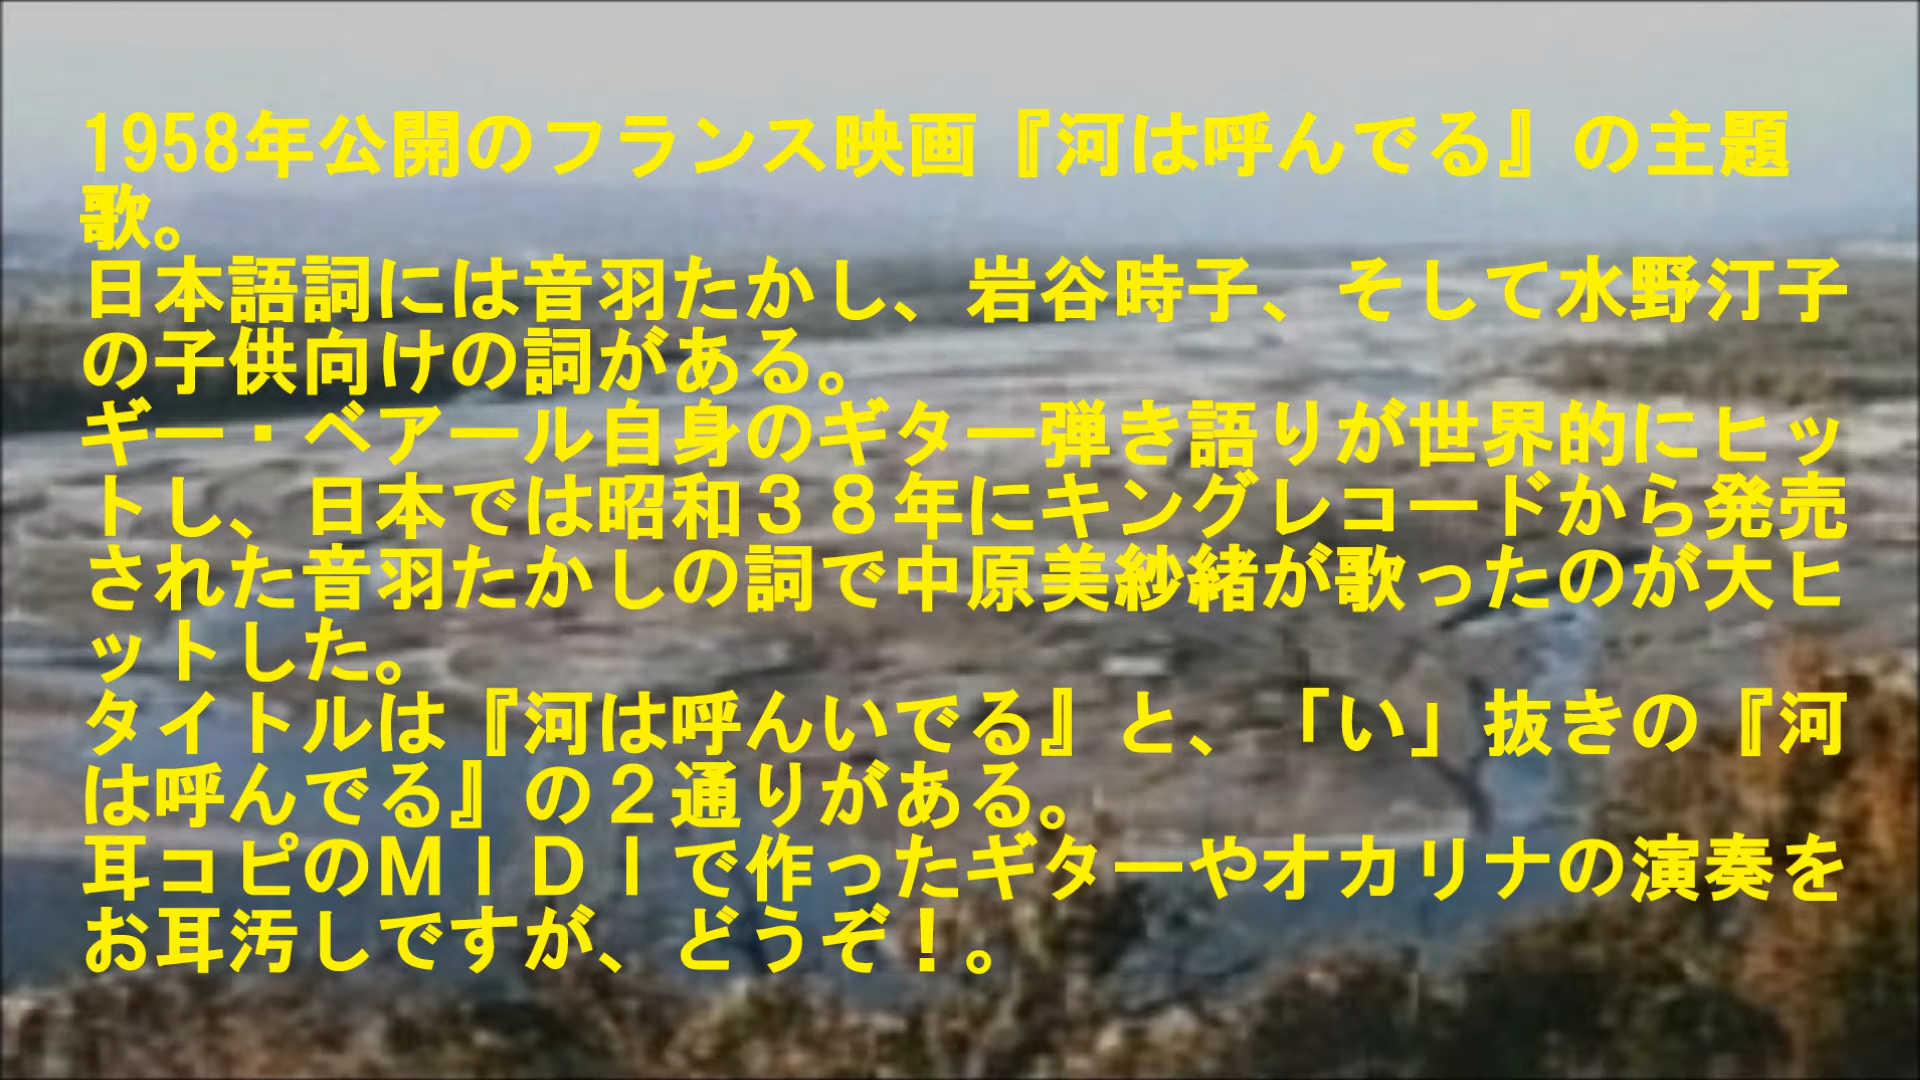 1958年公開のフランス映画『河は呼んでる』の主題
歌。
日本語詞には音羽たかし、岩谷時子、そして水野汀子
の子供向けの詞がある。
ギー・ベアール自身のギター弾き語りが世界的にヒッ
トし、日本では昭和３８年にキングレコードから発売
された音羽たかしの詞で中原美紗緒が歌ったのが大ヒ
ットした。
タイトルは『河は呼んいでる』と、「い」抜きの『河
は呼んでる』の２通りがある。
耳コピのＭＩＤＩで作ったギターやオカリナの演奏を
お耳汚しですが、どうぞ！。